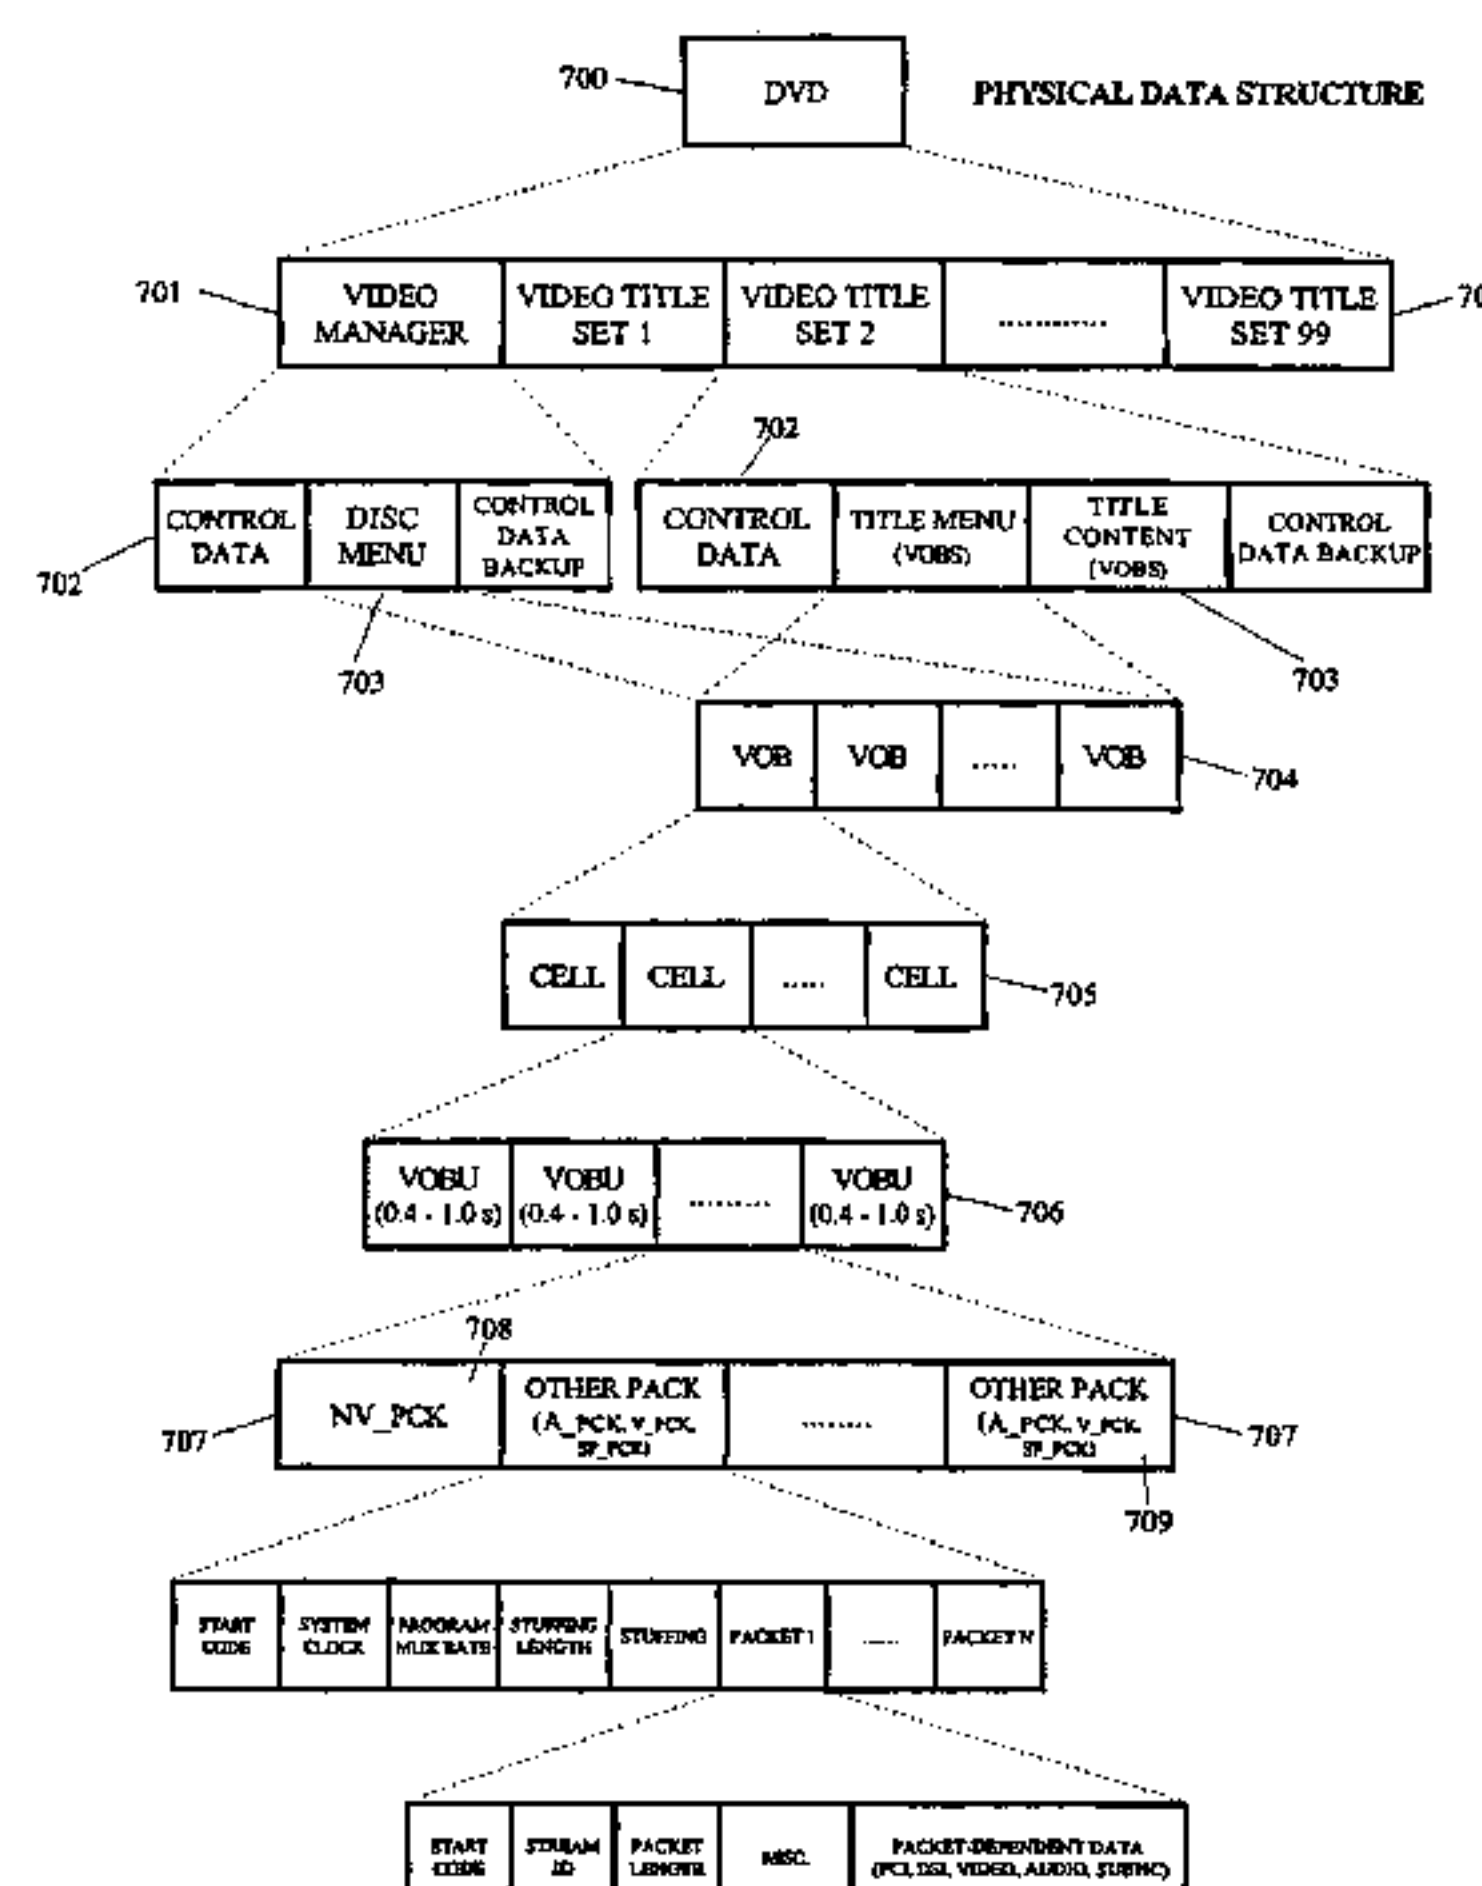 700
DVD
PHYSICAL DATA STRUCTURE
701
VIDEO
MANAGER
VIDEO TITLE
SET 1
VIDEO TITLE
SET 2
............
VIDEO TITLE
SET 99
702
CONTROL
DATA
DISC
MENU
CONTROL
DATA
BACKUP
CONTROL
DATA
TITLE MENU
(VOBS)
TITLE
CONTENT
(VOBS)
CONTROL
DATA BACKUP
702
703
703
VOB
VOB
.....
VOB
704
CELL
CELL
.....
CELL
705
VOBU
(0.4 - 1.0 s)
VOBU
(0.4 - 1.0 s)
.........
VOBU
(0.4 - 1.0 s)
706
708
NV_PCK
OTHER PACK
(A_PCK, V_PCK,
SP_PCK)
........
OTHER PACK
(A_PCK, V_PCK,
SP_PCK)
707
707
709
START
CODE
SYSTEM
CLOCK
PROGRAM
MUX RATE
STUFFING
LENGTH
STUFFING
PACKET 1
.....
PACKET N
START
CODE
STREAM
ID
PACKET
LENGTH
MISC.
PACKET-DEPENDENT DATA
(PCI, DSI, VIDEO, AUDIO,